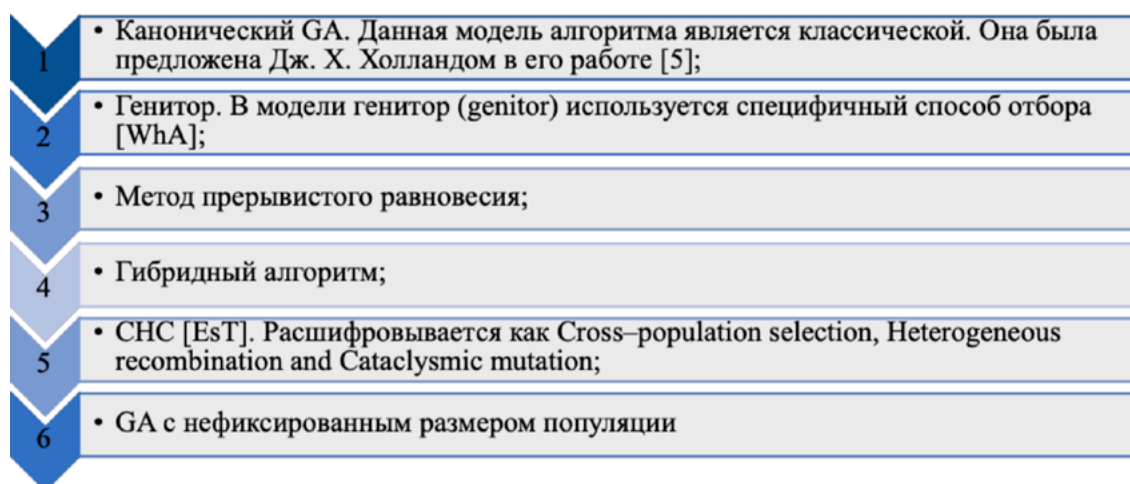 1
• Канонический GA. Данная модель алгоритма является классической. Она была
предложена Дж. Х. Холландом в его работе [5];
2
• Генитор. В модели генитор (genitor) используется специфичный способ отбора
[WhA];
3
• Метод прерывистого равновесия;
4
• Гибридный алгоритм;
5
• CHC [EsT]. Расшифровывается как Cross–population selection, Heterogeneous
recombination and Cataclysmic mutation;
6
• GA с нефиксированным размером популяции